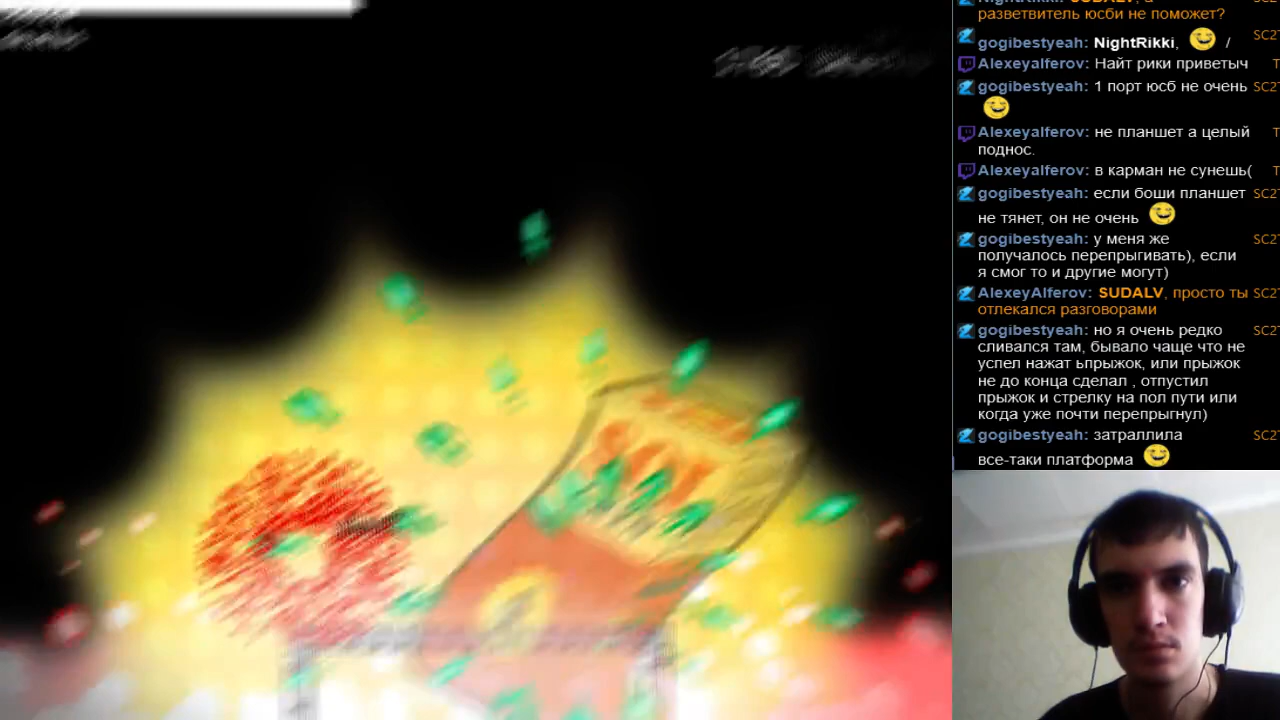 разветвитель юсби не поможет?
gogibestyeah: NightRikki, /
Alexeyalferov: Найт рики приветыч
gogibestyeah: 1 порт юсб не очень
Alexeyalferov: не планшет а целый
поднос.
Alexeyalferov: в карман не сунешь(
gogibestyeah: если боши планшет
не тянет, он не очень
gogibestyeah: у меня же
получалось перепрыгивать), если
я смог то и другие могут)
AlexeyAlferov: SUDALV, просто ты
отлекался разговорами
gogibestyeah: но я очень редко
сливался там, бывало чаще что не
успел нажат ьпрыжок, или прыжок
не до конца сделал , отпустил
прыжок и стрелку на пол пути или
когда уже почти перепрыгнул)
gogibestyeah: затраллила
все-таки платформа